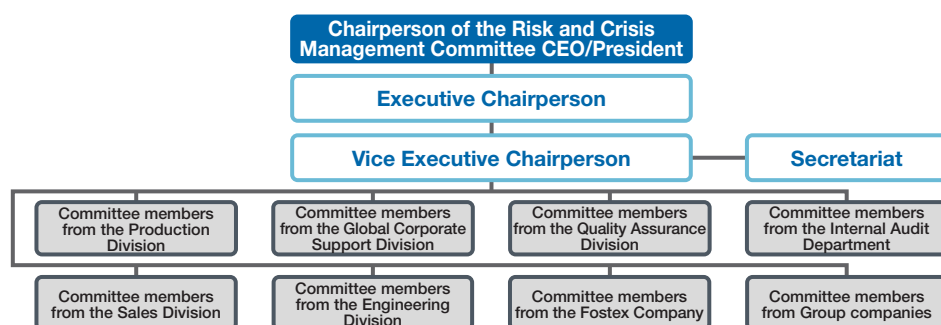 Chairperson of the Risk and Crisis
Management Committee CEO/President
Executive Chairperson
Vice Executive Chairperson
Secretariat
Committee members
from the Production
Division
Committee members
from the Global Corporate
Support Division
Committee members
from the Quality Assurance
Division
Committee members
from the Internal Audit
Department
Committee members
from the Sales Division
Committee members
from the Engineering
Division
Committee members
from the Fostex Company
Committee members
from Group companies